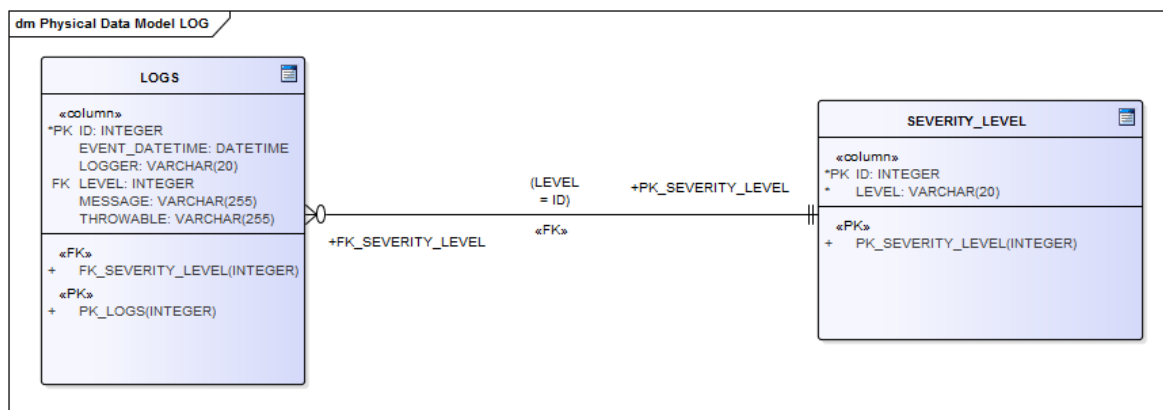 dm Physical Data Model LOG
LOGS
«column»
*PK ID: INTEGER
EVENT_DATETIME: DATETIME
LOGGER: VARCHAR(20)
FK LEVEL: INTEGER
MESSAGE: VARCHAR(255)
THROWABLE: VARCHAR(255)
«FK»
+ FK_SEVERITY_LEVEL(INTEGER)
«PK»
+ PK_LOGS(INTEGER)
+FK_SEVERITY_LEVEL
(LEVEL
= ID)
«FK»
+PK_SEVERITY_LEVEL
SEVERITY_LEVEL
«column»
*PK ID: INTEGER
* LEVEL: VARCHAR(20)
«PK»
+ PK_SEVERITY_LEVEL(INTEGER)